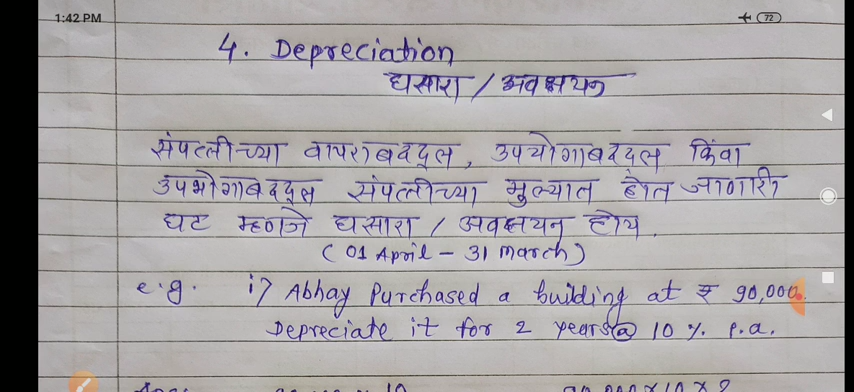 1:42 PM
72
4. Depreciation
घसारा / अवक्षयन
संपत्तीच्या वापराबद्दल, उपयोगाबद्दल किंवा
उपभोगाबद्दल संपत्तीच्या मुल्यात होत जाणारी
घट म्हणजे घसारा / अवक्षयन होय.
( 01 April - 31 march )
e.g. i) Abhay Purchased a building at ₹ 90,000.
Depreciate it for 2 years @ 10 %. p.a.